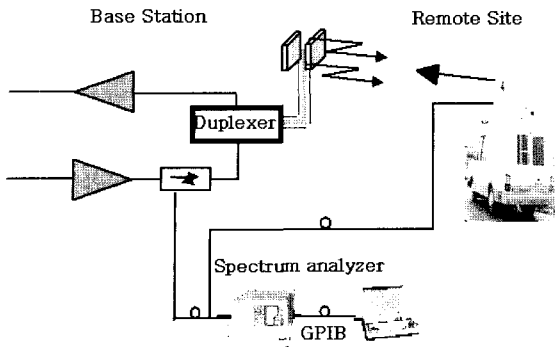 Base Station
Remote Site
Duplexer
Spectrum analyzer
GPIB